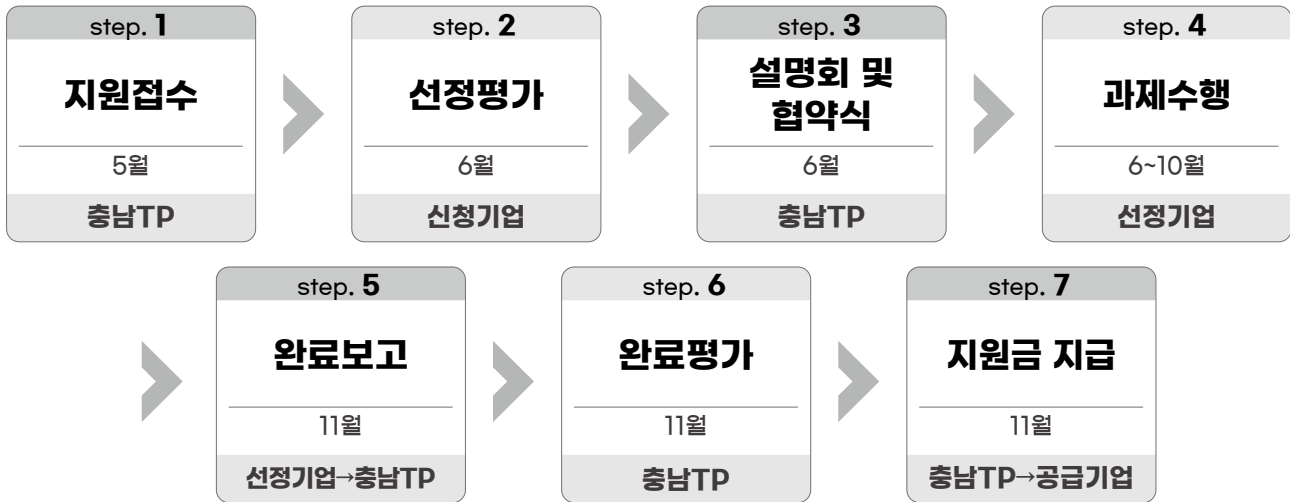 step. 1
지원접수
5월
충남TP
step. 2
선정평가
6월
신청기업
step. 3
설명회 및
협약식
6월
충남TP
step. 4
과제수행
6~10월
선정기업
step. 5
완료보고
11월
선정기업→충남TP
step. 6
완료평가
11월
충남TP
step. 7
지원금 지급
11월
충남TP→공급기업